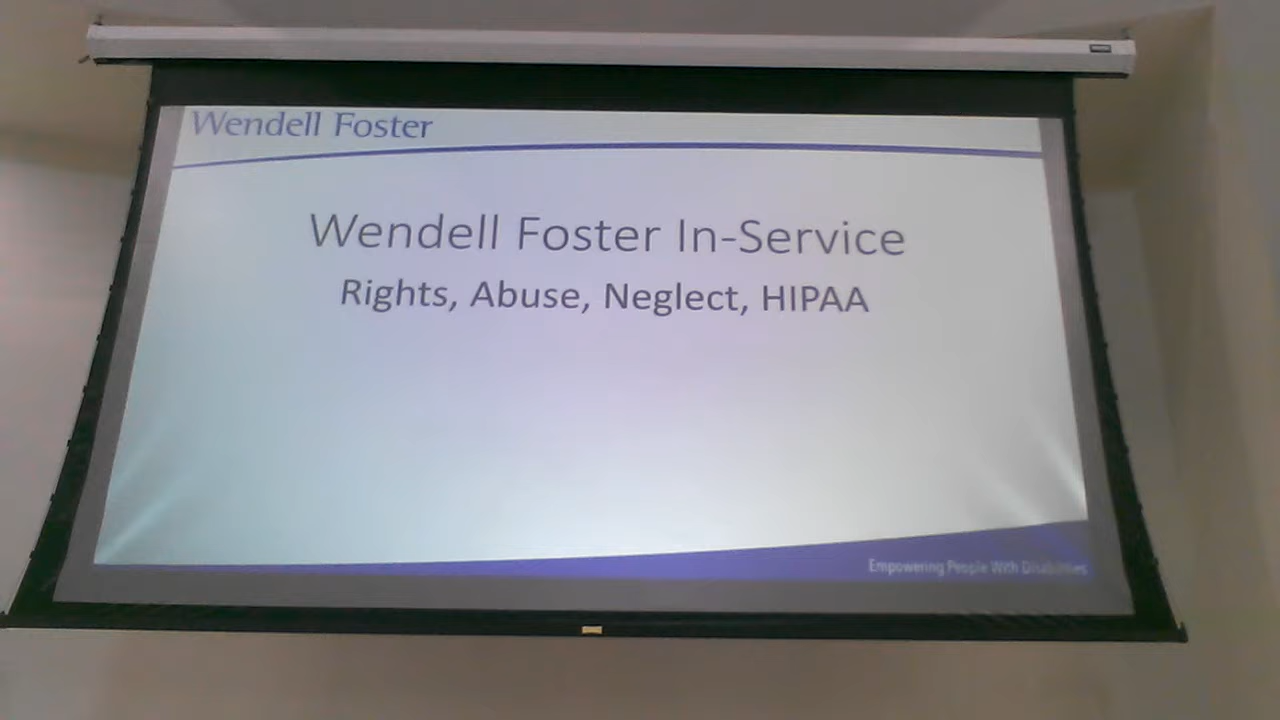 Wendell Foster
Wendell Foster In-Service
Rights, Abuse, Neglect, HIPAA
Empowering People With Disabilities